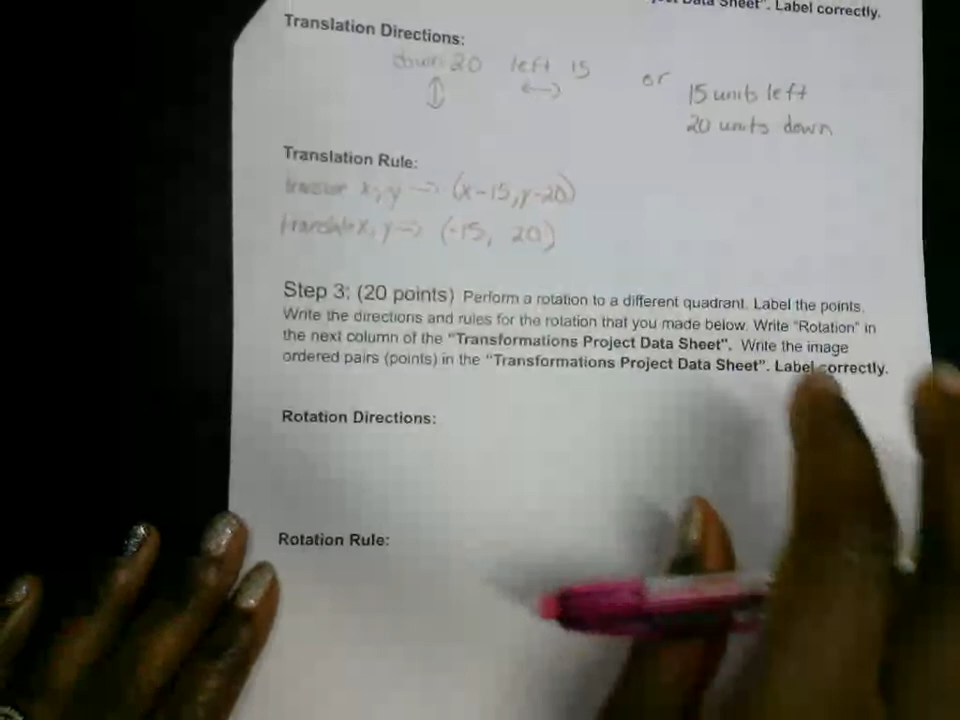 Data Sheet". Label correctly.
Translation Directions:
down 20 left 15 or
15 units left
20 units down
Translation Rule:
x, y → (x-15, y-20)
translate x, y → (-15, 20)
Step 3: (20 points) Perform a rotation to a different quadrant. Label the points.
Write the directions and rules for the rotation that you made below. Write "Rotation" in
the next column of the "Transformations Project Data Sheet". Write the image
ordered pairs (points) in the "Transformations Project Data Sheet". Label correctly.
Rotation Directions:
Rotation Rule: